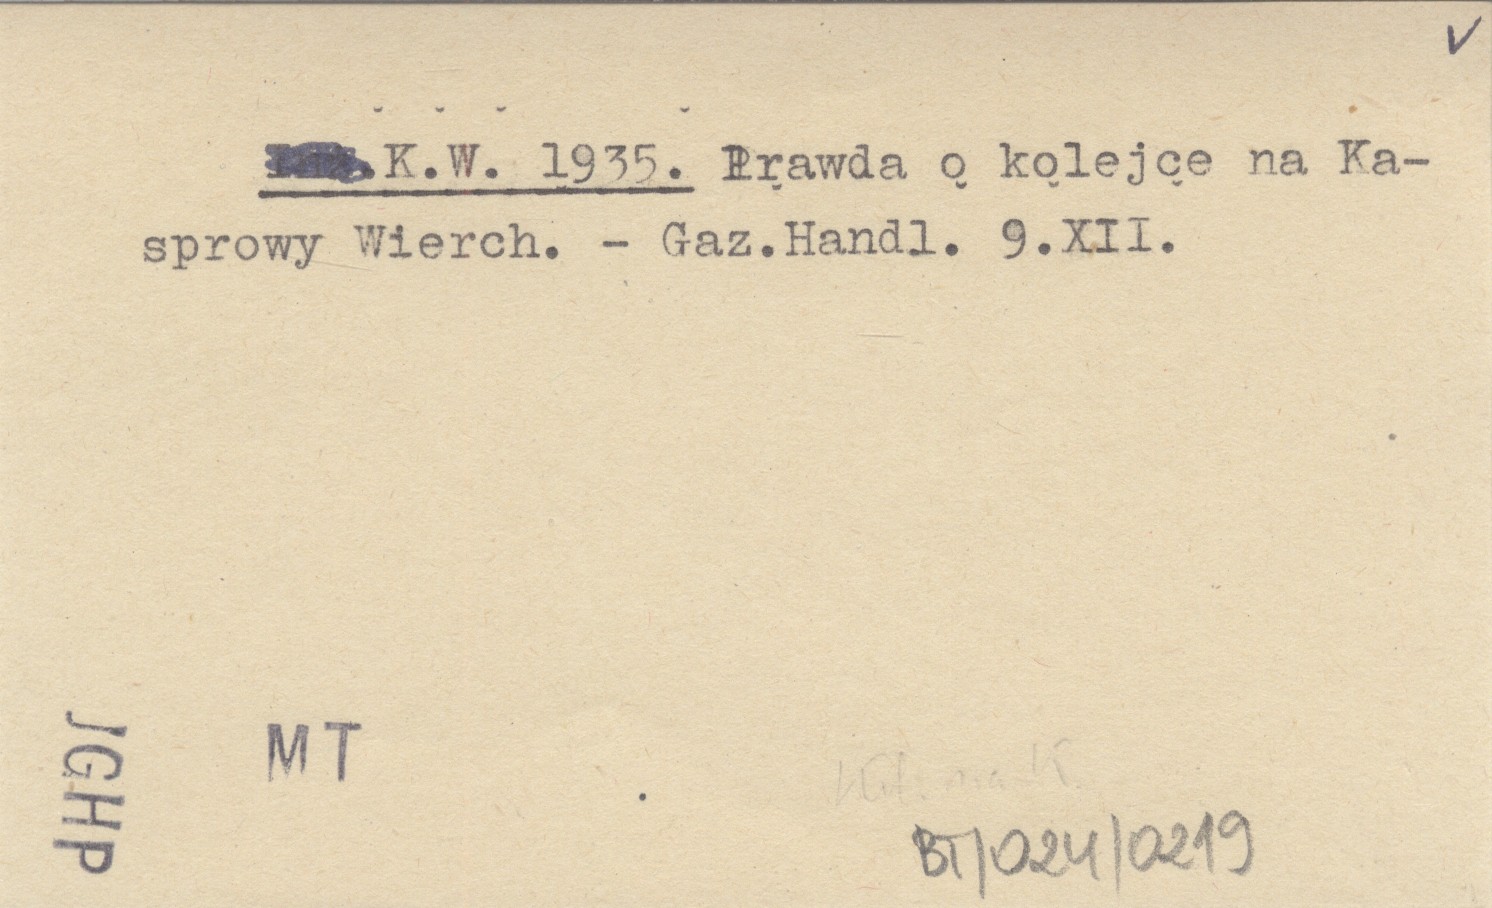 ✓
K.W. 1935. Prawda o kolejce na Ka-
sprowy Wierch. - Gaz.Handl. 9.XII.
JGHP
MT
BT/024/0219